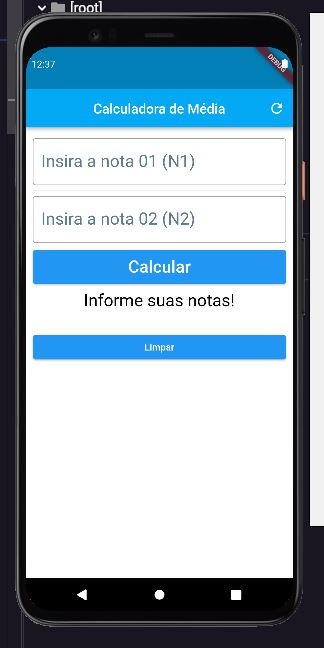 [root]
12:37
DEBUG
Calculadora de Média
Insira a nota 01 (N1)
Insira a nota 02 (N2)
Calcular
Informe suas notas!
Limpar